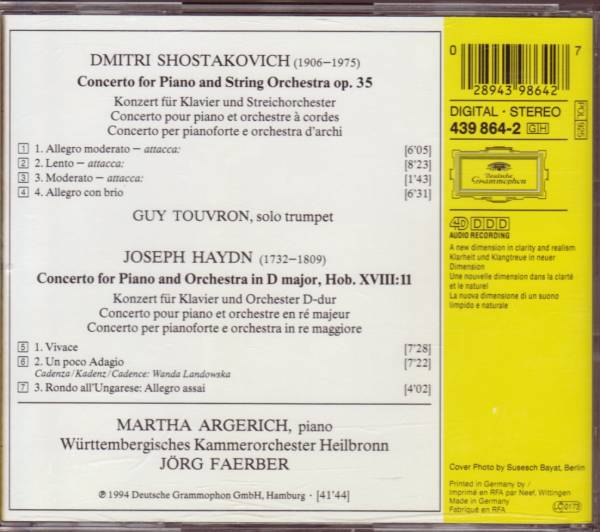 DMITRI SHOSTAKOVICH (1906–1975)
Concerto for Piano and String Orchestra op. 35
Konzert für Klavier und Streichorchester
Concerto pour piano et orchestre à cordes
Concerto per pianoforte e orchestra d'archi
1 1. Allegro moderato – attacca: [6'05]
2 2. Lento – attacca: [8'23]
3 3. Moderato – attacca: [1'43]
4 4. Allegro con brio [6'31]
GUY TOUVRON, solo trumpet
JOSEPH HAYDN (1732–1809)
Concerto for Piano and Orchestra in D major, Hob. XVIII:11
Konzert für Klavier und Orchester D-dur
Concerto pour piano et orchestre en ré majeur
Concerto per pianoforte e orchestra in re maggiore
5 1. Vivace [7'28]
6 2. Un poco Adagio [7'22]
Cadenza/Kadenz/Cadence: Wanda Landowska
7 3. Rondo all'Ungarese: Allegro assai [4'02]
MARTHA ARGERICH, piano
Württembergisches Kammerorchester Heilbronn
JÖRG FAERBER
℗ 1994 Deutsche Grammophon GmbH, Hamburg · [41'44]
0 7
28943 98642
DIGITAL · STEREO
439 864-2 GH
POL 925
Deutsche
Grammophon
4D DDD
AUDIO RECORDING
A new dimension in clarity and realism
Klarheit und Klangtreue in neuer
Dimension
Une nouvelle dimension dans la clarté
et le naturel
La nuova dimensione di un suono
limpido e naturale
Cover Photo by Susesch Bayat, Berlin
Printed in Germany by /
Imprimé en RFA par Neef, Wittingen
Made in Germany
Fabriqué en RFA
LC 0173